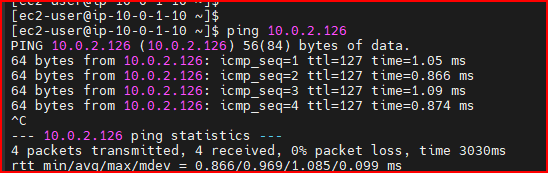 [ec2-user@ip-10-0-1-10 ~]$
[ec2-user@ip-10-0-1-10 ~]$
[ec2-user@ip-10-0-1-10 ~]$ ping 10.0.2.126
PING 10.0.2.126 (10.0.2.126) 56(84) bytes of data.
64 bytes from 10.0.2.126: icmp_seq=1 ttl=127 time=1.05 ms
64 bytes from 10.0.2.126: icmp_seq=2 ttl=127 time=0.866 ms
64 bytes from 10.0.2.126: icmp_seq=3 ttl=127 time=1.09 ms
64 bytes from 10.0.2.126: icmp_seq=4 ttl=127 time=0.874 ms
^C
--- 10.0.2.126 ping statistics ---
4 packets transmitted, 4 received, 0% packet loss, time 3030ms
rtt min/avg/max/mdev = 0.866/0.969/1.085/0.099 ms